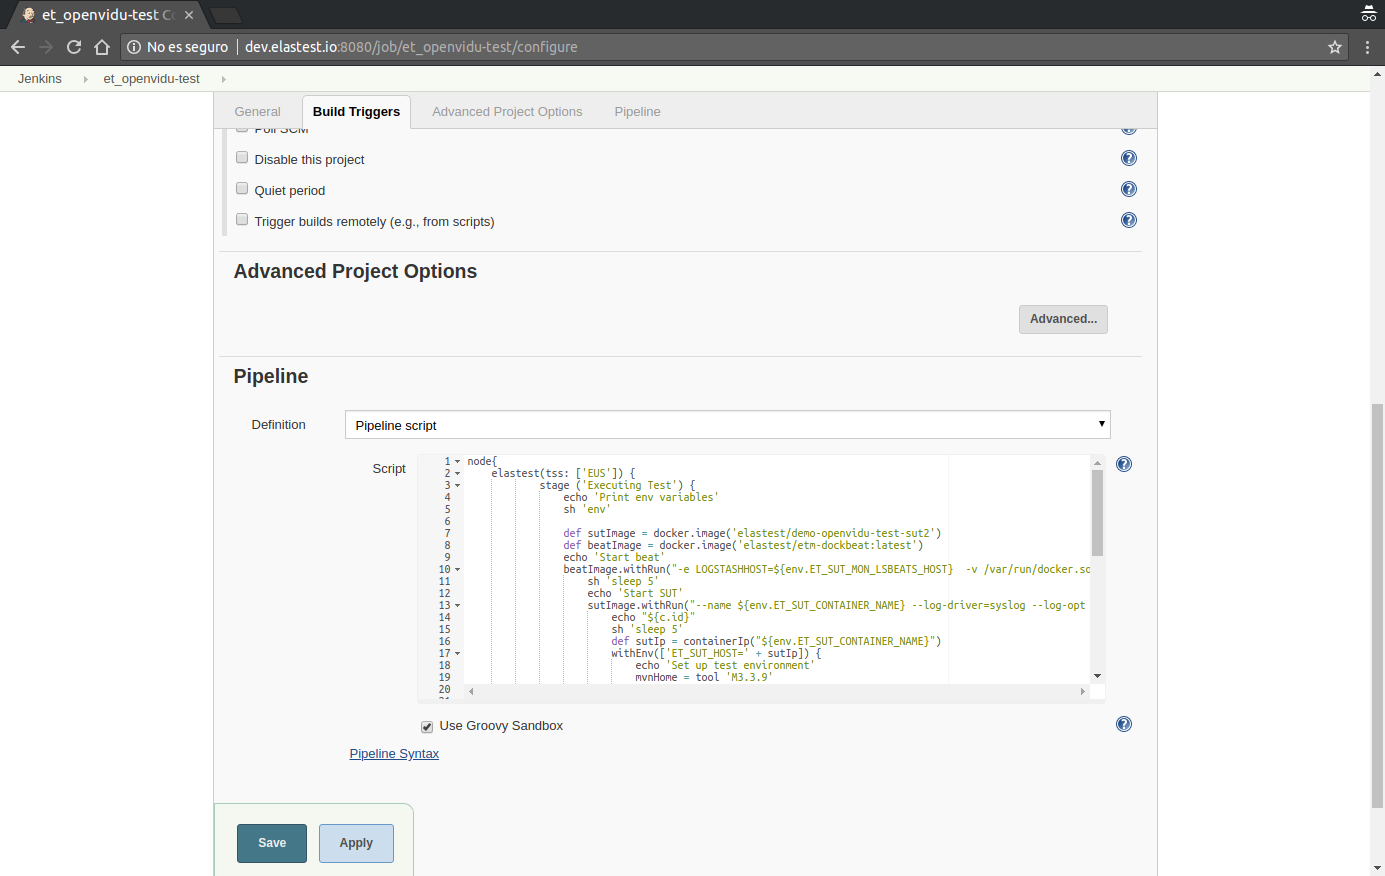 et_openvidu-test Co
No es seguro | dev.elastest.io:8080/job/et_openvidu-test/configure
Jenkins et_openvidu-test
General Build Triggers Advanced Project Options Pipeline
Poll SCM
Disable this project
Quiet period
Trigger builds remotely (e.g., from scripts)
Advanced Project Options
Advanced...
Pipeline
Definition Pipeline script
Script
1 node{
2 elastest(tss: ['EUS']) {
3 stage ('Executing Test') {
4 echo 'Print env variables'
5 sh 'env'
6
7 def sutImage = docker.image('elastest/demo-openvidu-test-sut2')
8 def beatImage = docker.image('elastest/etm-dockbeat:latest')
9 echo 'Start beat'
10 beatImage.withRun("-e LOGSTASHHOST=${env.ET_SUT_MON_LSBEATS_HOST}  -v /var/run/docker.so
11 sh 'sleep 5'
12 echo 'Start SUT'
13 sutImage.withRun("--name ${env.ET_SUT_CONTAINER_NAME} --log-driver=syslog --log-opt
14 echo "${c.id}"
15 sh 'sleep 5'
16 def sutIp = containerIp("${env.ET_SUT_CONTAINER_NAME}")
17 withEnv(['ET_SUT_HOST=' + sutIp]) {
18 echo 'Set up test environment'
19 mvnHome = tool 'M3.3.9'
20
Use Groovy Sandbox
Pipeline Syntax
Save Apply